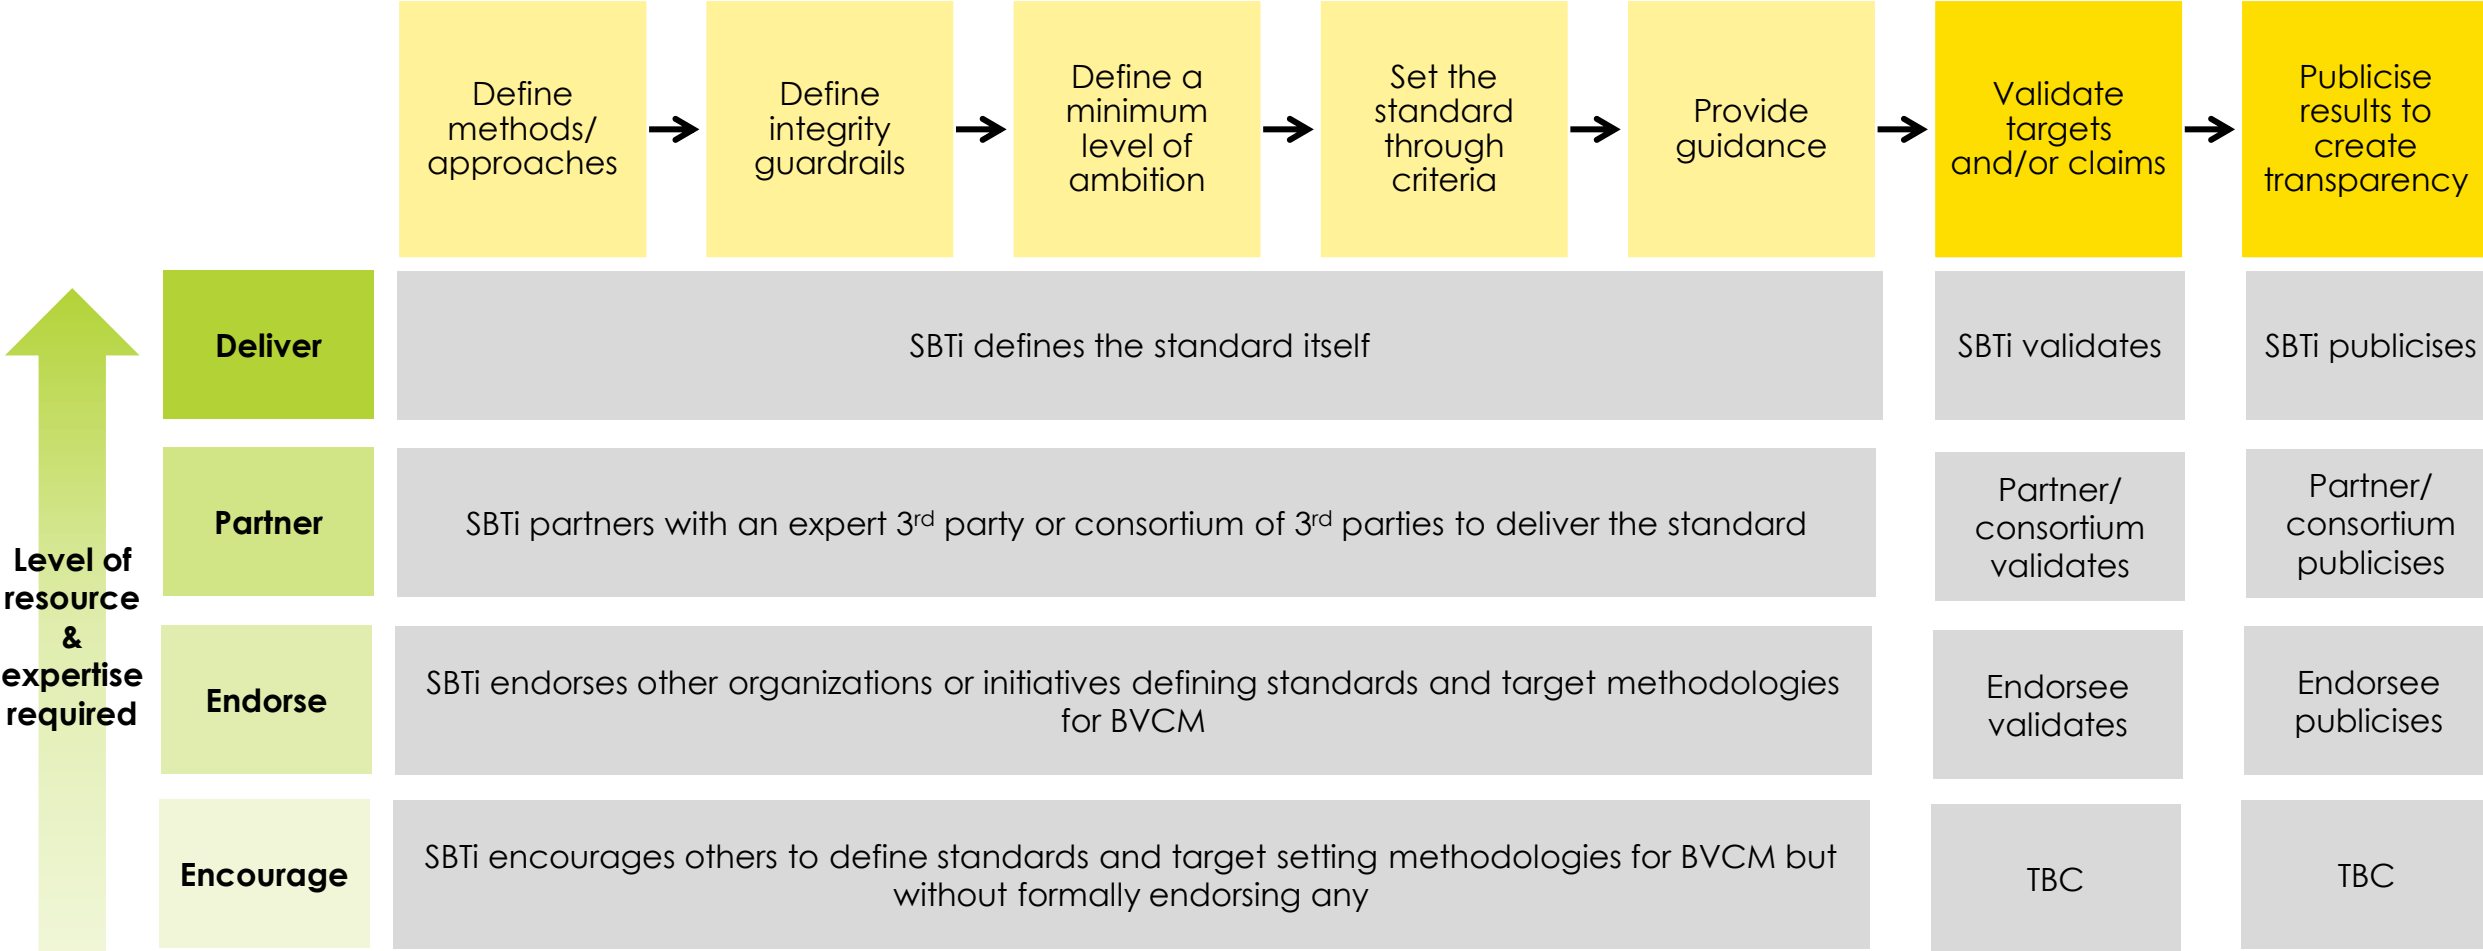 Define
methods/
approaches
Define
integrity
guardrails
Define a
minimum
level of
ambition
Set the
standard
through
criteria
Provide
guidance
Validate
targets
and/or claims
Publicise
results to
create
transparency
Level of
resource
&
expertise
required
Deliver
SBTi defines the standard itself
SBTi validates
SBTi publicises
Partner
SBTi partners with an expert 3rd party or consortium of 3rd parties to deliver the standard
Partner/
consortium
validates
Partner/
consortium
publicises
Endorse
SBTi endorses other organizations or initiatives defining standards and target methodologies
for BVCM
Endorsee
validates
Endorsee
publicises
Encourage
SBTi encourages others to define standards and target setting methodologies for BVCM but
without formally endorsing any
TBC
TBC